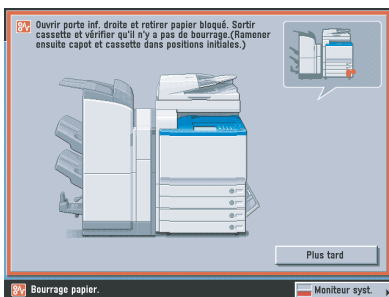 Ouvrir porte inf. droite et retirer papier bloqué. Sortir
cassette et vérifier qu'il n'y a pas de bourrage.(Ramener
ensuite capot et cassette dans positions initiales.)
Plus tard
Bourrage papier.
Moniteur syst.